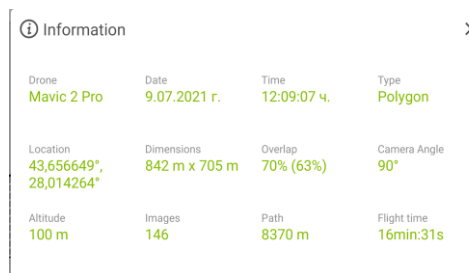 Information
Drone
Mavic 2 Pro
Date
9.07.2021 г.
Time
12:09:07 ч.
Type
Polygon
Location
43,656649°,
28,014264°
Dimensions
842 m x 705 m
Overlap
70% (63%)
Camera Angle
90°
Altitude
100 m
Images
146
Path
8370 m
Flight time
16min:31s